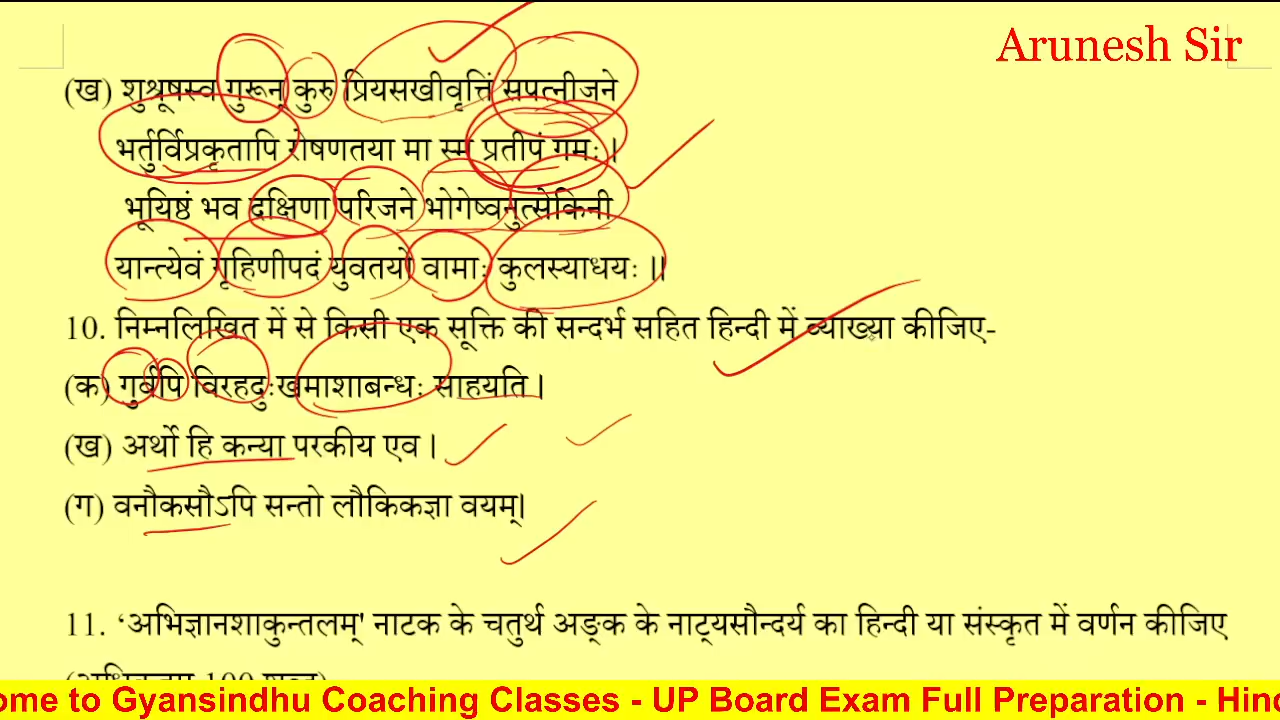 Arunesh Sir
(ख) शुश्रूषस्व गुरून् कुरु प्रियसखीवृत्तिं सपत्नीजने
भर्तुर्विप्रकृतापि रोषणतया मा स्म प्रतीपं गमः ।
भूयिष्ठं भव दक्षिणा परिजने भोगेष्वनुत्सेकिनी
यान्त्येवं गृहिणीपदं युवतयो वामाः कुलस्याधयः ।।
10. निम्नलिखित में से किसी एक सूक्ति की सन्दर्भ सहित हिन्दी में व्याख्या कीजिए-
(क) गुर्वपि विरहदुःखमाशाबन्धः साहयति ।
(ख) अर्थो हि कन्या परकीय एव ।
(ग) वनौकसौऽपि सन्तो लौकिकज्ञा वयम्।
11. ‘अभिज्ञानशाकुन्तलम्' नाटक के चतुर्थ अङ्क के नाट्यसौन्दर्य का हिन्दी या संस्कृत में वर्णन कीजिए
ome to Gyansindhu Coaching Classes - UP Board Exam Full Preparation - Hind